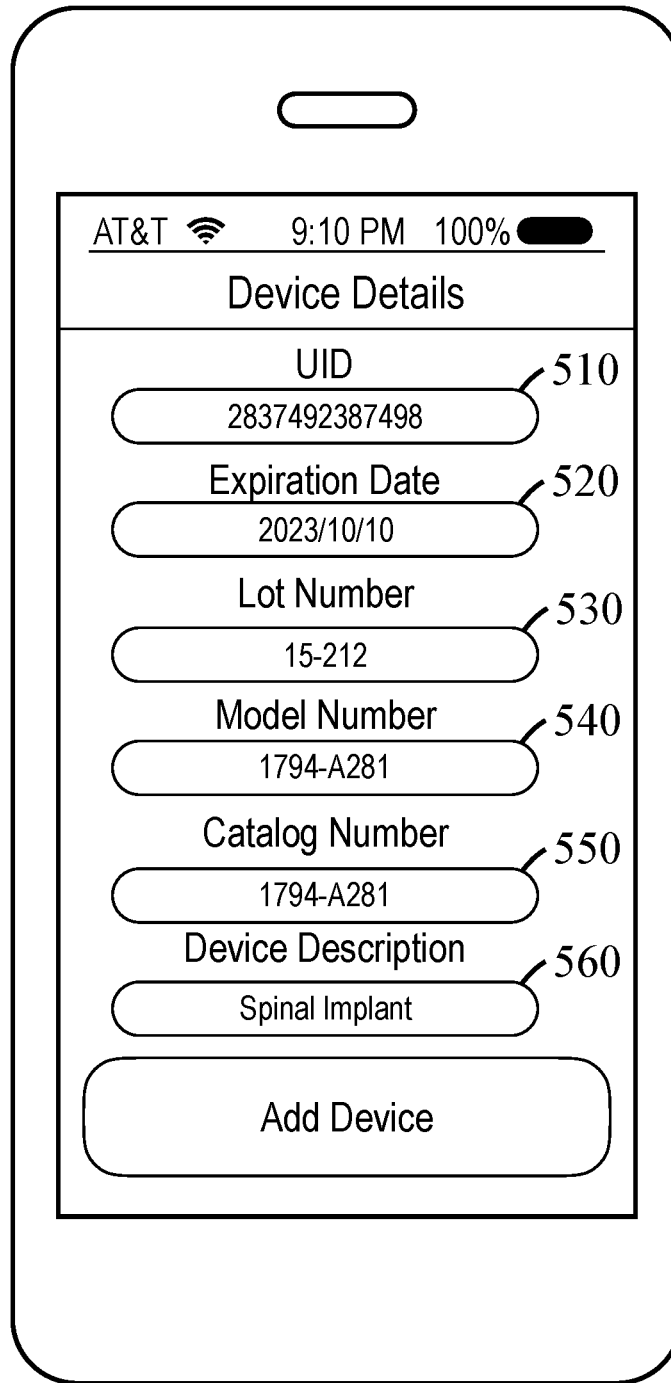 AT&T 9:10 PM 100%
Device Details
UID
510
2837492387498
Expiration Date
520
2023/10/10
Lot Number
530
15-212
Model Number
540
1794-A281
Catalog Number
550
1794-A281
Device Description
560
Spinal Implant
Add Device